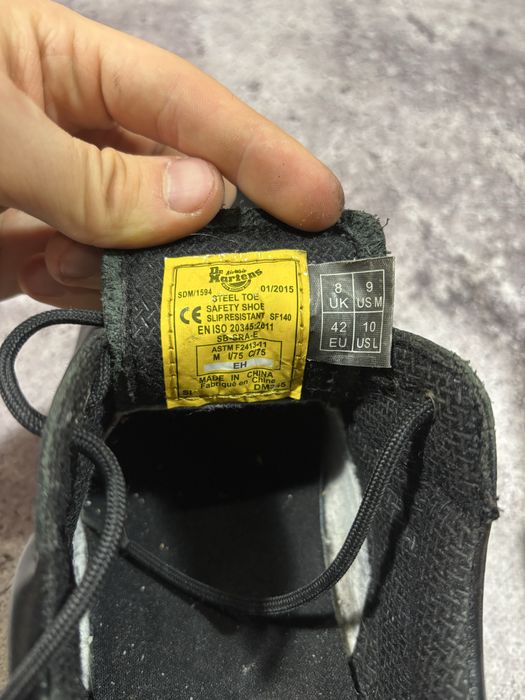 Dr. Martens
AirWair
SDM/1594 01/2015
STEEL TOE
SAFETY SHOE
CE SLIP RESISTANT SF140
EN ISO 20345:2011
SB-SRA-E
ASTM F2413-11
M I/75 C/75
EH
MADE IN CHINA
Fabriqué en Chine
8 UK
9 US M
42 EU
10 US L